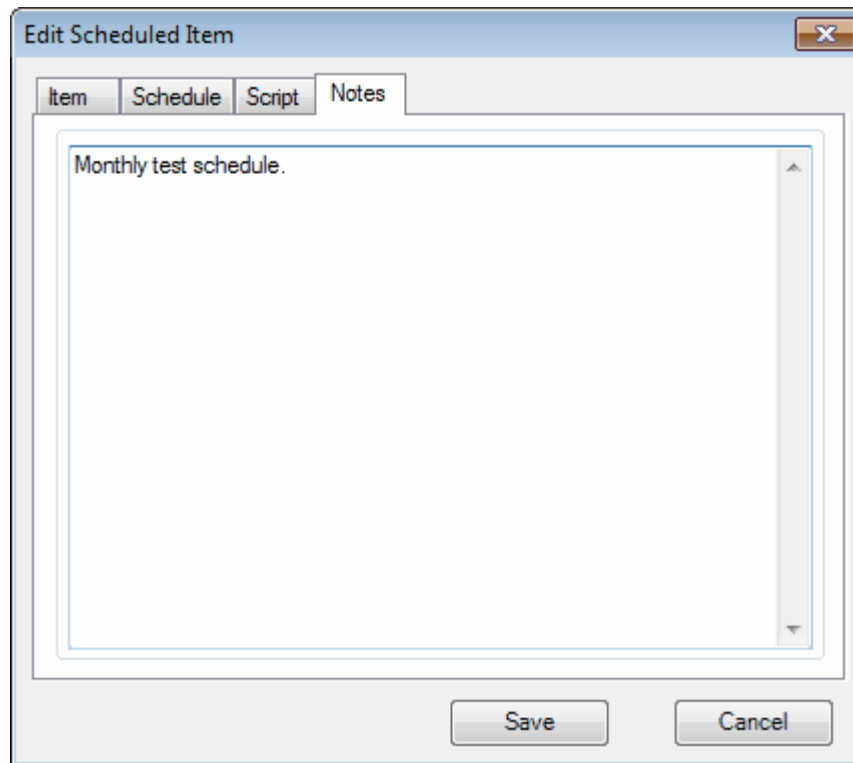 Edit Scheduled Item
Item Schedule Script Notes
Monthly test schedule.
Save Cancel